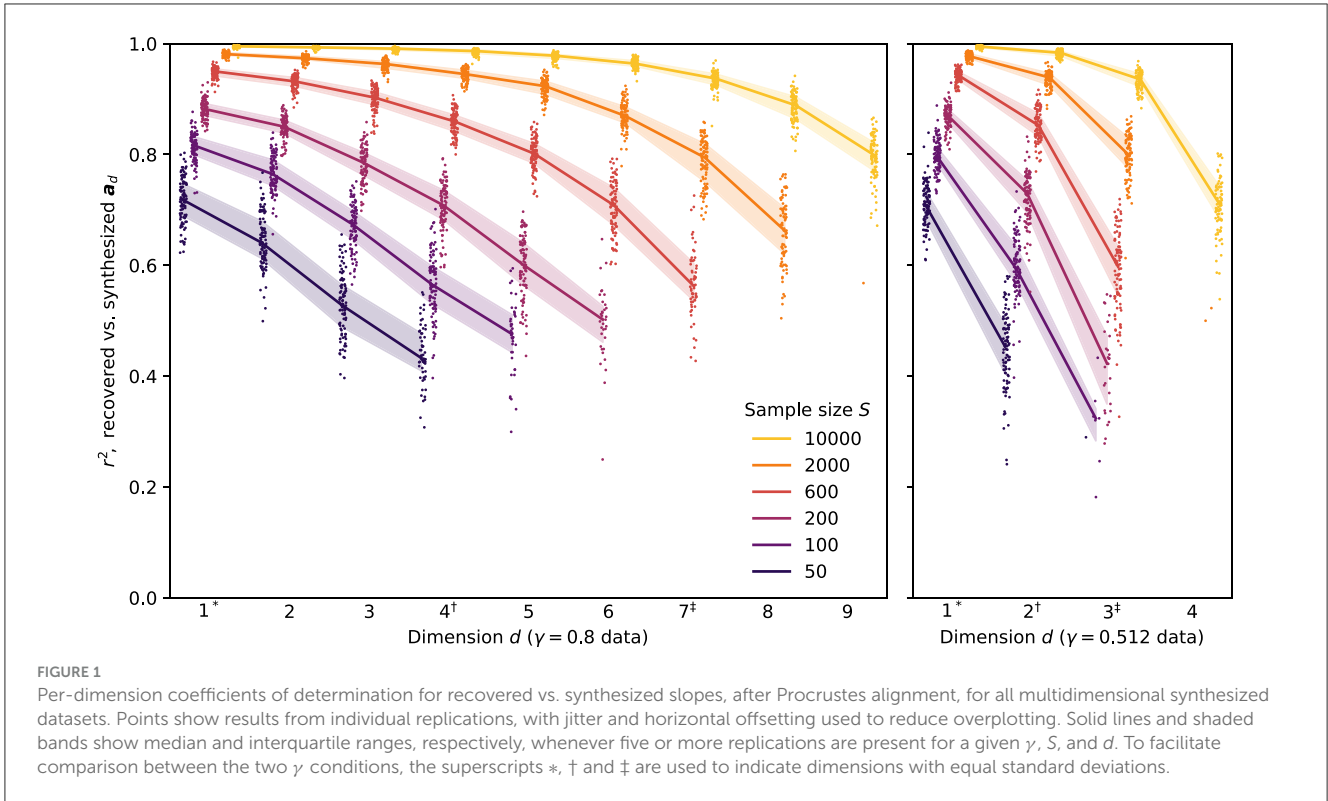 1.0
0.8
0.6
0.4
0.2
0.0
r², recovered vs. synthesized a_d
Sample size S
10000
2000
600
200
100
50
1* 2 3 4† 5 6 7‡ 8 9
Dimension d (γ = 0.8 data)
1* 2† 3‡ 4
Dimension d (γ = 0.512 data)
FIGURE 1
Per-dimension coefficients of determination for recovered vs. synthesized slopes, after Procrustes alignment, for all multidimensional synthesized
datasets. Points show results from individual replications, with jitter and horizontal offsetting used to reduce overplotting. Solid lines and shaded
bands show median and interquartile ranges, respectively, whenever five or more replications are present for a given γ, S, and d. To facilitate
comparison between the two γ conditions, the superscripts ∗, † and ‡ are used to indicate dimensions with equal standard deviations.